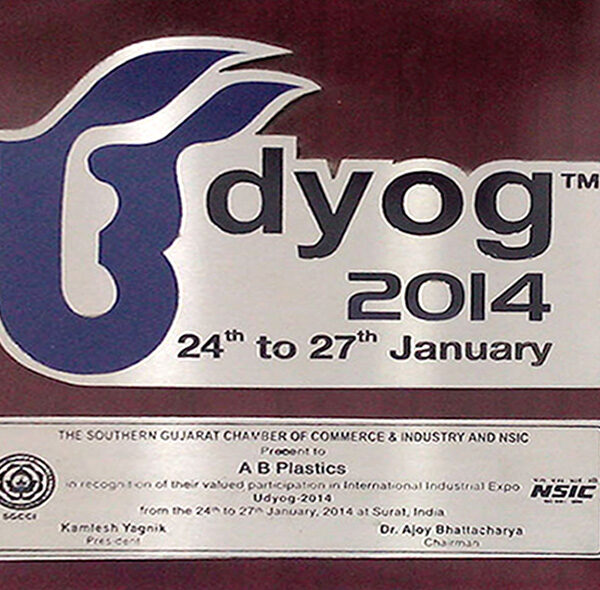 Udyog™
2014
24th to 27th January
THE SOUTHERN GUJARAT CHAMBER OF COMMERCE & INDUSTRY AND NSIC
Present to
A B Plastics
in recognition of their valued participation in International Industrial Expo
Udyog-2014
from the 24th to 27th January, 2014 at Surat, India
SGCCI
NSIC
Kamlesh Yagnik Dr. Ajoy Bhattacharya
President Chairman